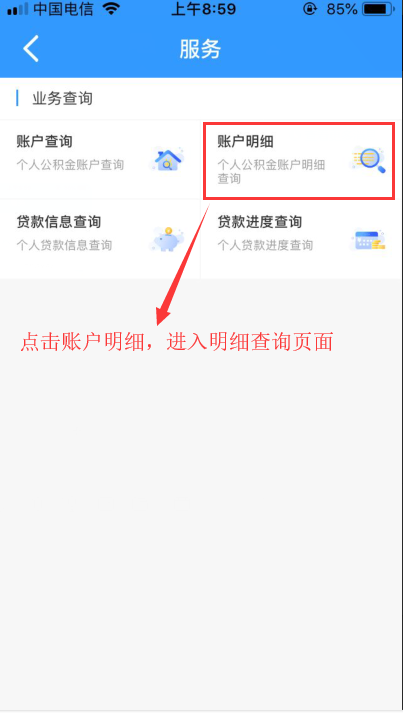 中国电信 上午8:59 85%
服务
业务查询
账户查询
个人公积金账户查询
账户明细
个人公积金账户明细
查询
贷款信息查询
个人贷款信息查询
贷款进度查询
个人贷款进度查询
点击账户明细，进入明细查询页面